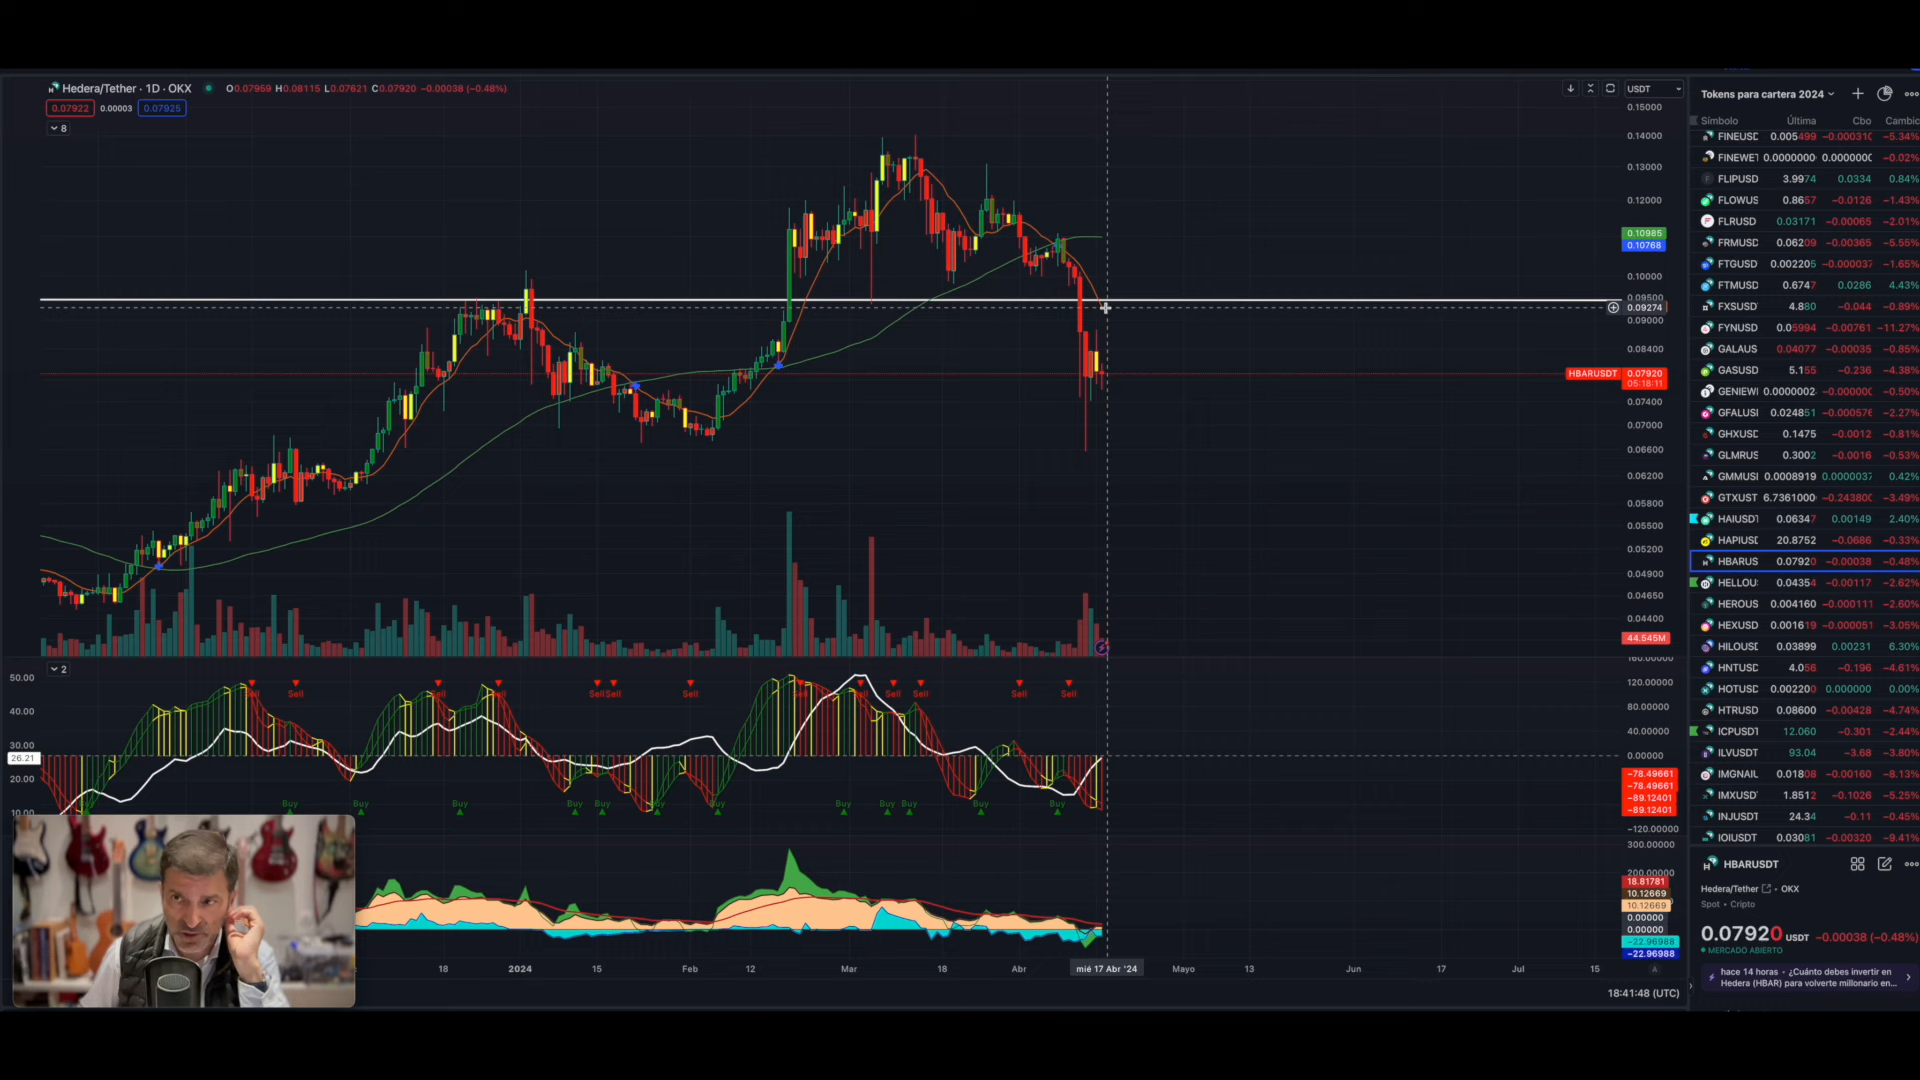 Hedera/Tether · 1D · OKX O0.07959 H0.08115 L0.07621 C0.07920 −0.00038 (−0.48%)
0.07922 0.00003 0.07925
8
USDT
0.15000
0.14000
0.13000
0.12000
0.10985
0.10768
0.10000
0.09500
0.09274
0.09000
0.08400
HBARUSDT 0.07920
05:18:11
0.07400
0.07000
0.06600
0.06200
0.05800
0.05500
0.05200
0.04900
0.04650
0.04400
44.545M
2
50.00
40.00
30.00
26.21
20.00
10.00
Sell Sell Sell Sell Sell Sell Sell Sell Sell Sell Sell Sell
Buy Buy Buy Buy Buy Buy Buy Buy Buy Buy Buy Buy
160.00000
120.00000
80.00000
40.00000
0.00000
−78.49661
−78.49661
−89.12401
−89.12401
−120.00000
300.00000
200.00000
18.81781
10.12669
10.12669
0.00000
0.00000
−22.96988
−22.96988
18 2024 15 Feb 12 Mar 18 Abr mié 17 Abr '24 Mayo 13 Jun 17 Jul 15
A
18:41:48 (UTC)
Tokens para cartera 2024
Símbolo Última Cbo Cambio
FINEUSD 0.005499 −0.00031( −5.34%
FINEWET 0.0000000 0.000000( −0.02%
FLIPUSD 3.9974 0.0334 0.84%
FLOWUS 0.8657 −0.0126 −1.43%
FLRUSD 0.03171 −0.00065 −2.01%
FRMUSD 0.06209 −0.00365 −5.55%
FTGUSD 0.002205 −0.000037 −1.65%
FTMUSD 0.6747 0.0286 4.43%
FXSUSD 4.880 −0.044 −0.89%
FYNUSD 0.05994 −0.00761 −11.27%
GALAUS 0.04077 −0.00035 −0.85%
GASUSD 5.155 −0.236 −4.38%
GENIEWI 0.0000002 −0.00000( −0.50%
GFALUSI 0.024851 −0.000576 −2.27%
GHXUSD 0.1475 −0.0012 −0.81%
GLMRUS 0.3002 −0.0016 −0.53%
GMMUSI 0.0008919 0.0000037 0.42%
GTXUST 6.7361000 −0.24380( −3.49%
HAIUSDT 0.06347 0.00149 2.40%
HAPIUSD 20.8752 −0.0686 −0.33%
HBARUS 0.07920 −0.00038 −0.48%
HELLOU: 0.04354 −0.00117 −2.62%
HEROUS 0.004160 −0.000111 −2.60%
HEXUSD 0.001619 −0.000051 −3.05%
HILOUS 0.03899 0.00231 6.30%
HNTUSD 4.056 −0.196 −4.61%
HOTUSD 0.002200 0.000000 0.00%
HTRUSD 0.08600 −0.00428 −4.74%
ICPUSDT 12.060 −0.301 −2.44%
ILVUSDT 93.04 −3.68 −3.80%
IMGNAIL 0.01808 −0.00160 −8.13%
IMXUSD 1.8512 −0.1026 −5.25%
INJUSDT 24.34 −0.11 −0.45%
IOIUSDT 0.03081 −0.00320 −9.41%
HBARUSDT
Hedera/Tether · OKX
Spot · Cripto
0.07920 USDT −0.00038 (−0.48%)
MERCADO ABIERTO
hace 14 horas · ¿Cuánto debes invertir en
Hedera (HBAR) para volverte millonario en...